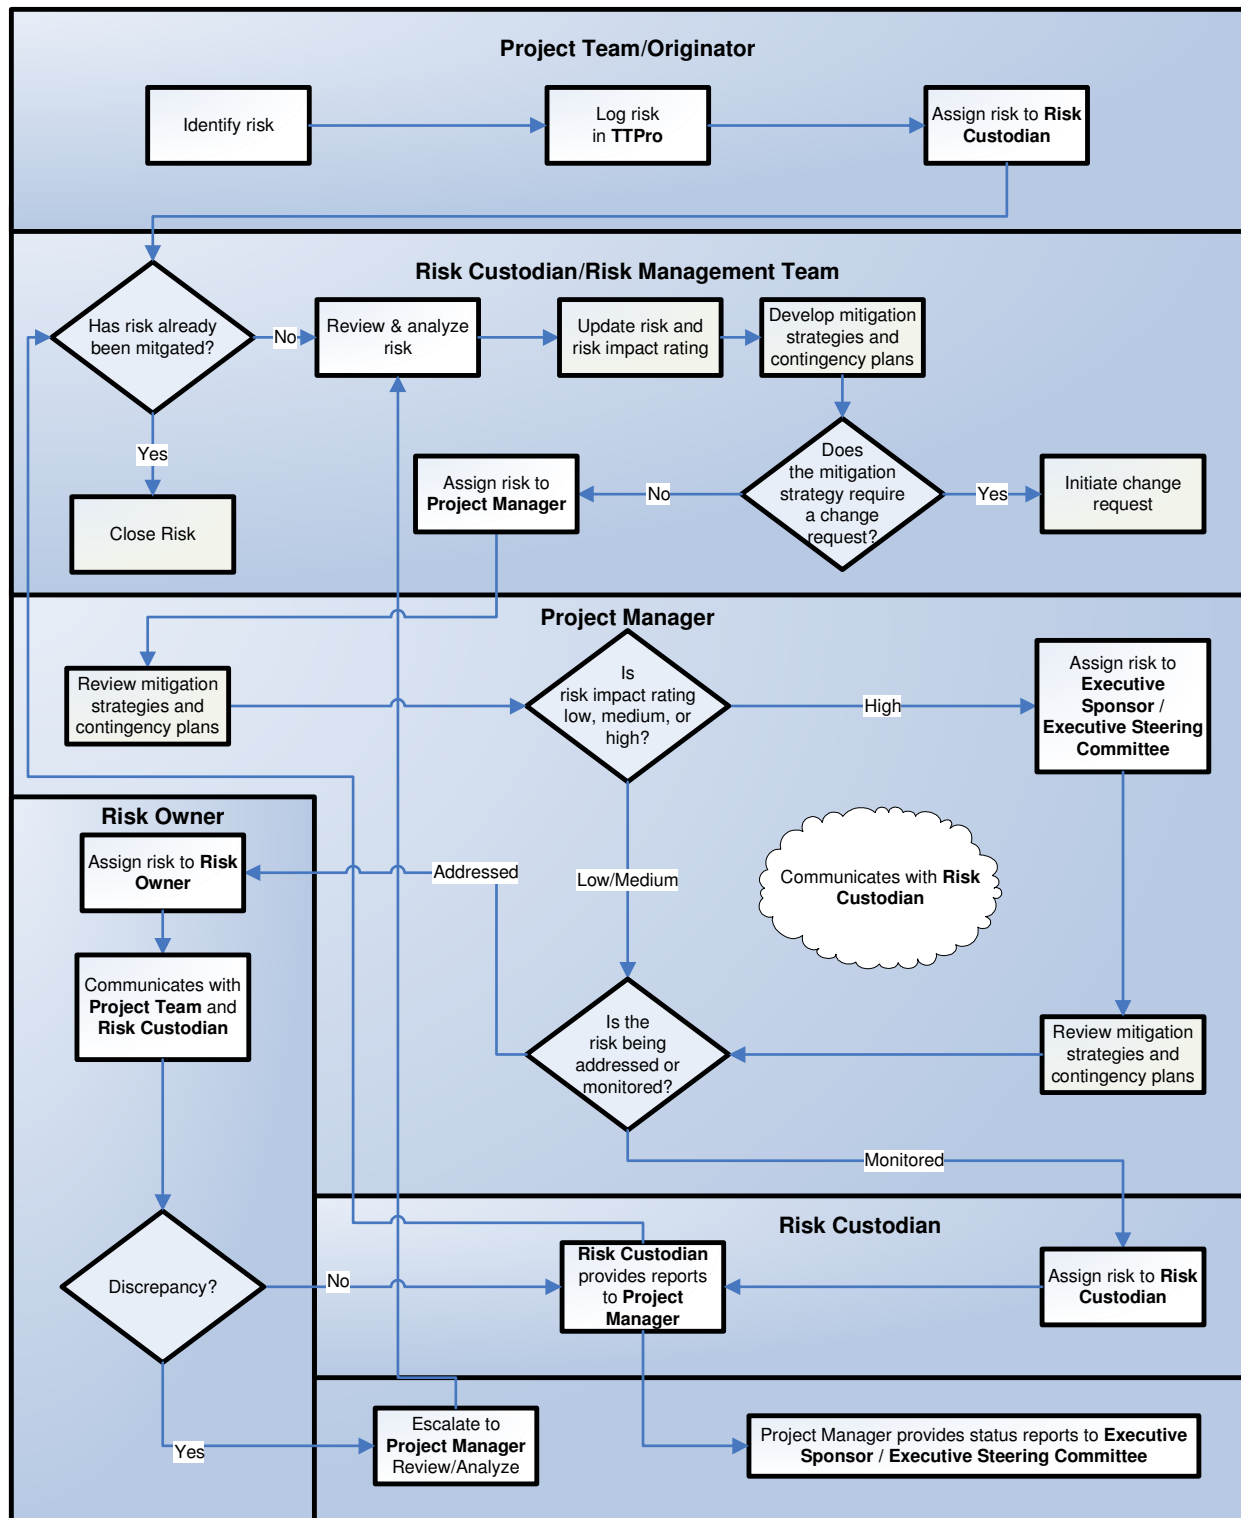 Project Team/Originator
Identify risk
Log risk
in TTPro
Assign risk to Risk
Custodian
Risk Custodian/Risk Management Team
Has risk already
been mitgated?
No
Review & analyze
risk
Update risk and
risk impact rating
Develop mitigation
strategies and
contingency plans
Yes
Close Risk
Assign risk to
Project Manager
No
Does
the mitigation
strategy require
a change
request?
Yes
Initiate change
request
Project Manager
Review mitigation
strategies and
contingency plans
Is
risk impact rating
low, medium, or
high?
High
Assign risk to
Executive
Sponsor /
Executive Steering
Committee
Risk Owner
Assign risk to Risk
Owner
Addressed
Low/Medium
Communicates with Risk
Custodian
Communicates with
Project Team and
Risk Custodian
Is the
risk being
addressed or
monitored?
Review mitigation
strategies and
contingency plans
Monitored
Risk Custodian
Discrepancy?
No
Risk Custodian
provides reports
to Project
Manager
Assign risk to Risk
Custodian
Yes
Escalate to
Project Manager
Review/Analyze
Project Manager provides status reports to Executive
Sponsor / Executive Steering Committee